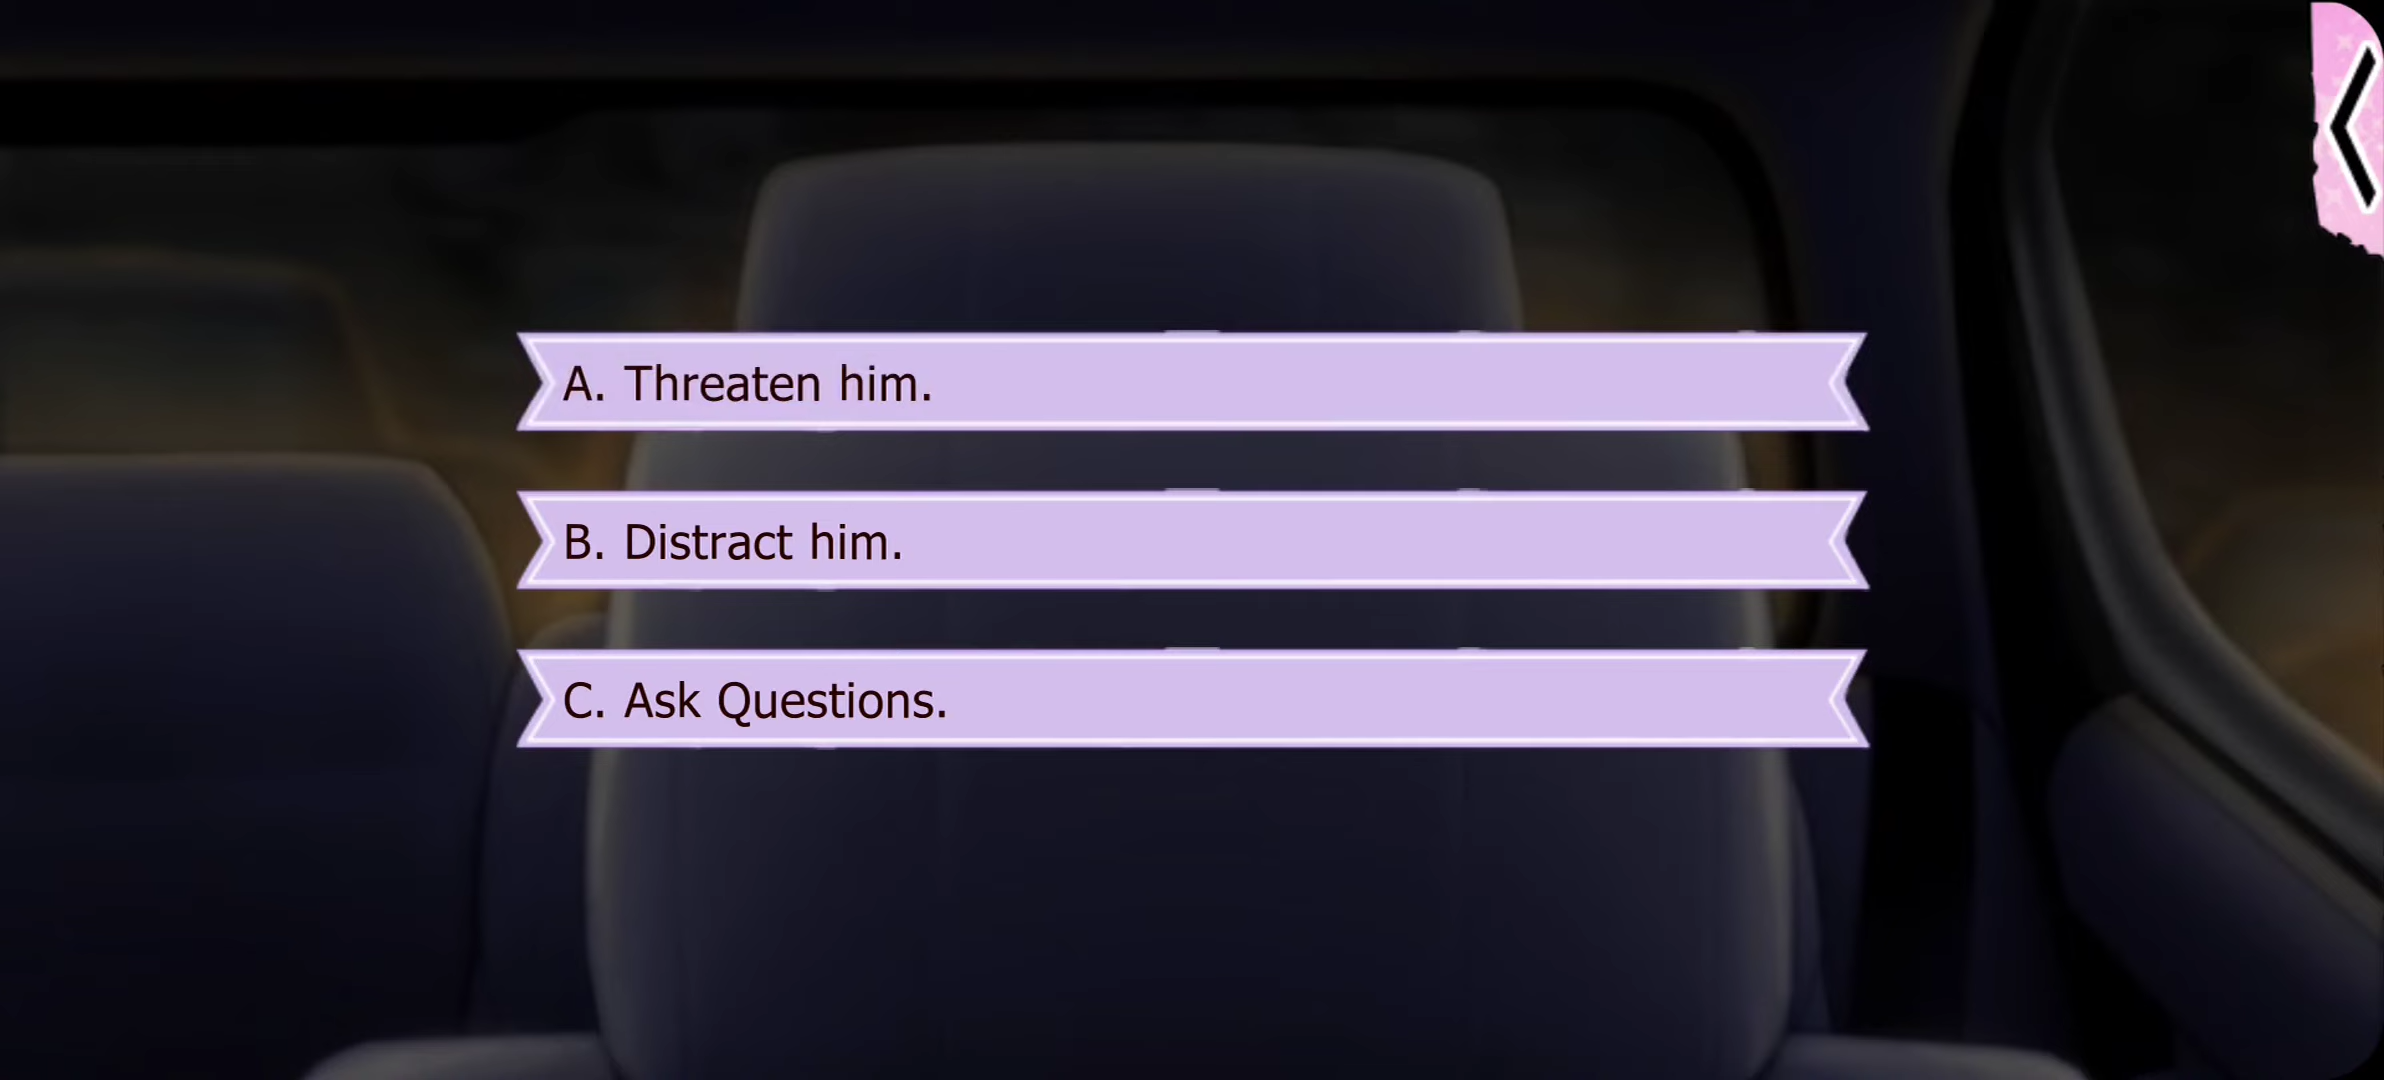 A. Threaten him.
B. Distract him.
C. Ask Questions.